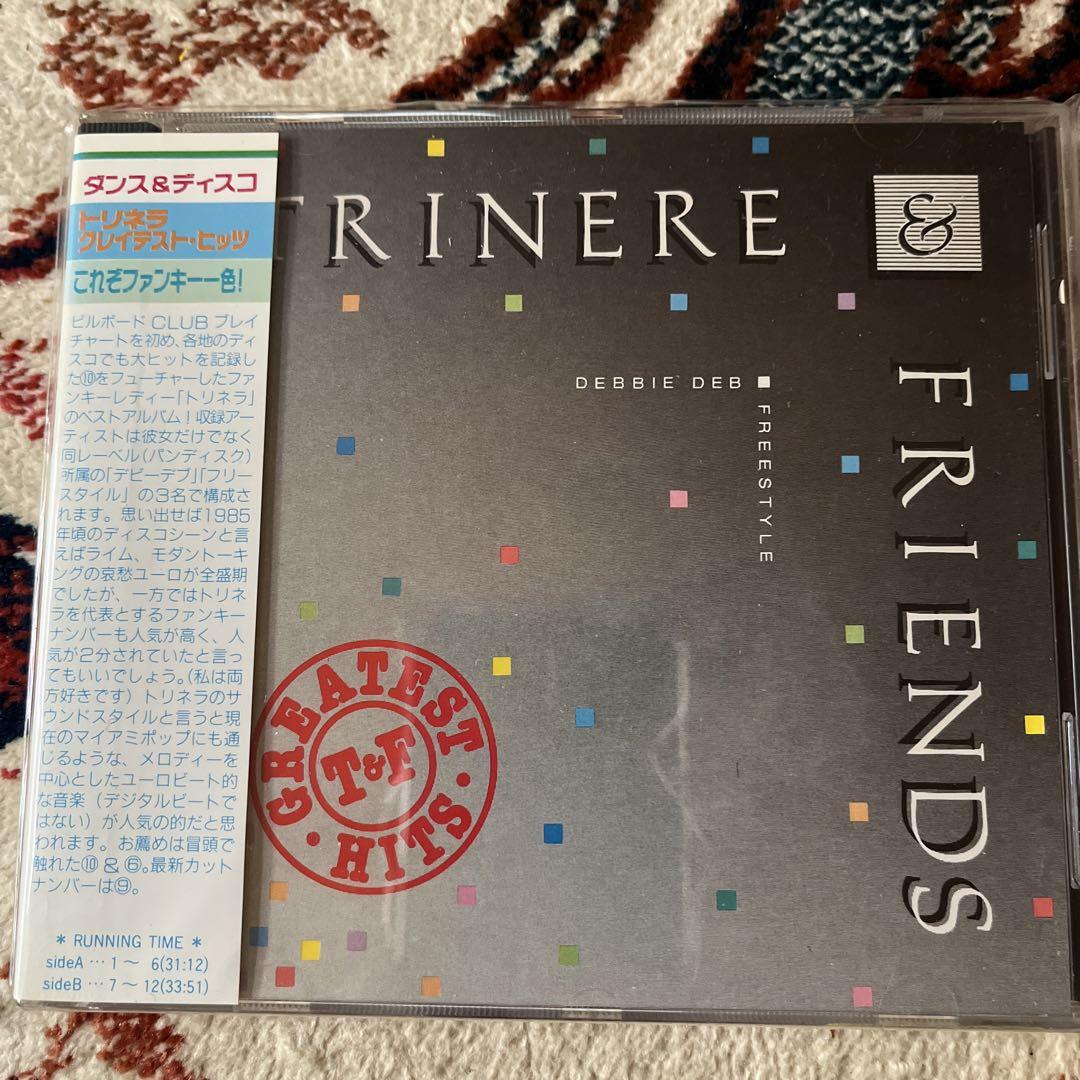 ダンス&ディスコ
トリネラ
グレイテスト・ヒッツ
これぞファンキー一色!
ビルボード CLUB プレイ
チャートを初め、各地のディ
スコでも大ヒットを記録し
た⑩をフューチャーしたファ
ンキーレディー「トリネラ」
のベストアルバム!収録アー
ティストは彼女だけでなく
同レーベル(パンディスク)
所属の「デビーデブ」「フリー
スタイル」の3名で構成さ
れます。思い出せば1985
年頃のディスコシーンと言
えばライム、モダントーキ
ングの哀愁ユーロが全盛期
でしたが、一方ではトリネ
ラを代表とするファンキー
ナンバーも人気が高く、人
気が2分されていたと言っ
てもいいでしょう。(私は両
方好きです)トリネラのサ
ウンドスタイルと言うと現
在のマイアミポップにも通
じるような、メロディーを
中心としたユーロビート的
な音楽(デジタルビートで
はない)が人気の的だと思
われます。お薦めは冒頭で
触れた⑩&⑥。最新カット
ナンバーは⑨。
* RUNNING TIME *
sideA … 1 ~ 6(31:12)
sideB … 7 ~ 12(33:51)
TRINERE
&
FRIENDS
DEBBIE DEB
FREESTYLE
GREATEST
T&F
HITS